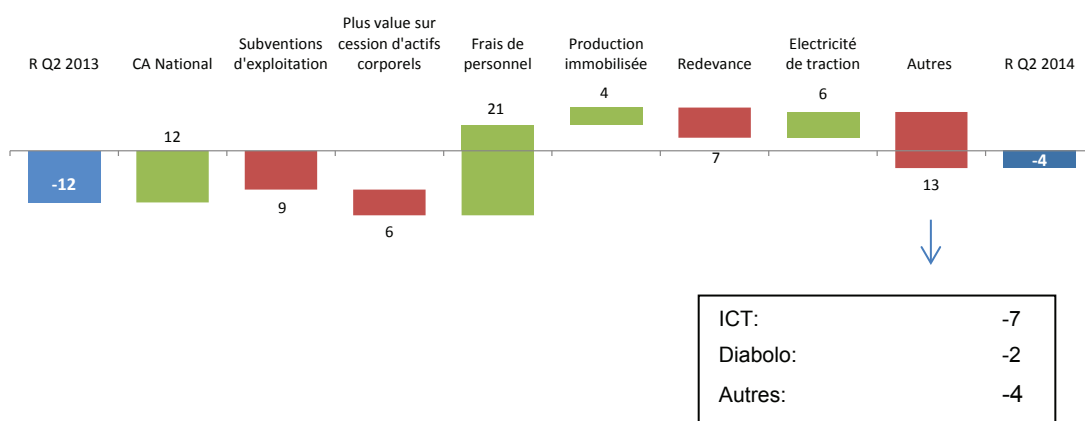 R Q2 2013
CA National
Subventions
d'exploitation
Plus value sur
cession d'actifs
corporels
Frais de
personnel
Production
immobilisée
Redevance
Electricité
de traction
Autres
R Q2 2014
-12
12
9
6
21
4
7
6
13
-4
ICT: -7
Diabolo: -2
Autres: -4